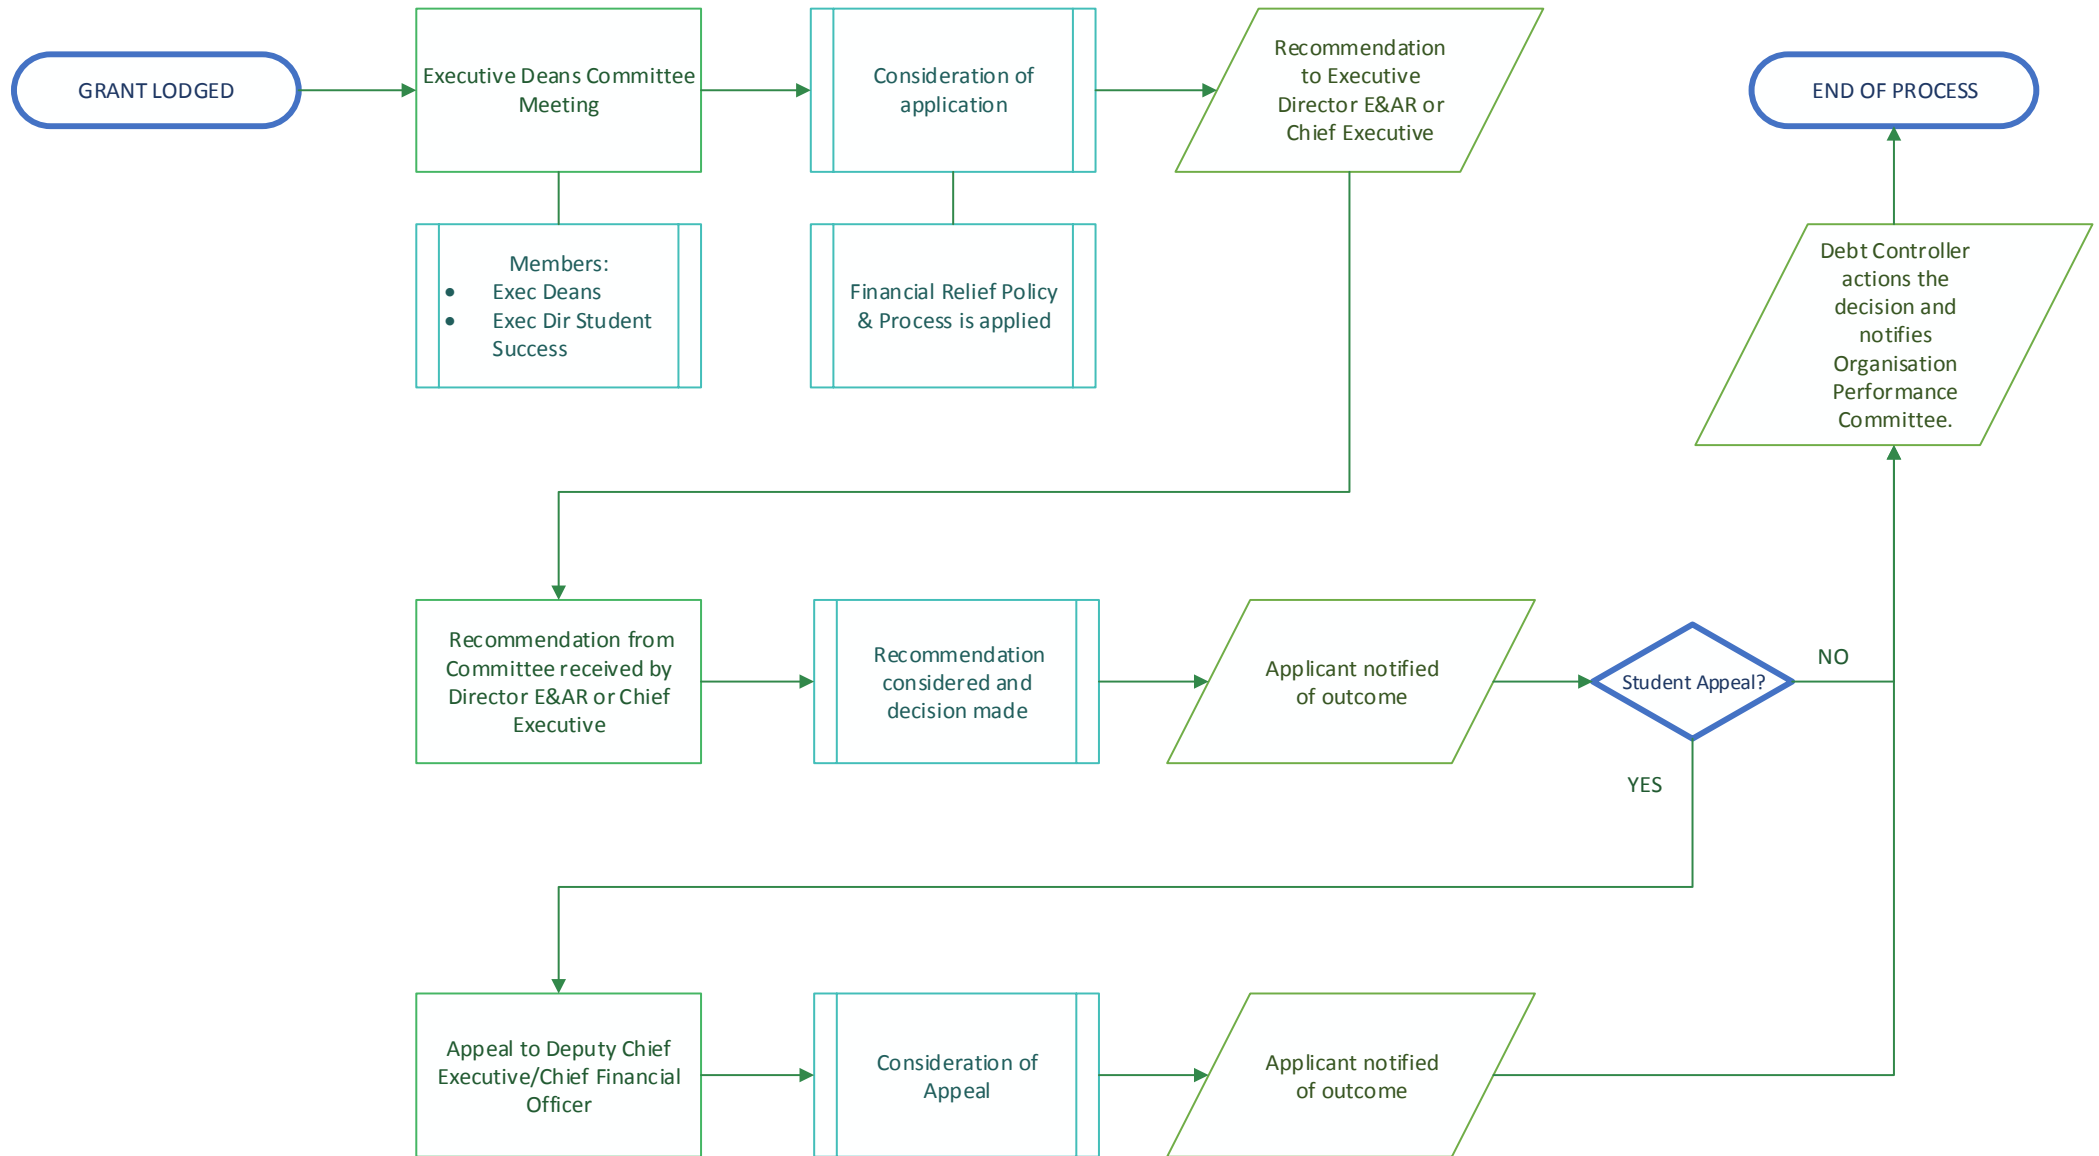 GRANT LODGED
Executive Deans Committee
Meeting
Consideration of
application
Recommendation
to Executive
Director E&AR or
Chief Executive
END OF PROCESS
Members:
• Exec Deans
• Exec Dir Student
Success
Financial Relief Policy
& Process is applied
Debt Controller
actions the
decision and
notifies
Organisation
Performance
Committee.
Recommendation from
Committee received by
Director E&AR or Chief
Executive
Recommendation
considered and
decision made
Applicant notified
of outcome
Student Appeal?
NO
YES
Appeal to Deputy Chief
Executive/Chief Financial
Officer
Consideration of
Appeal
Applicant notified
of outcome